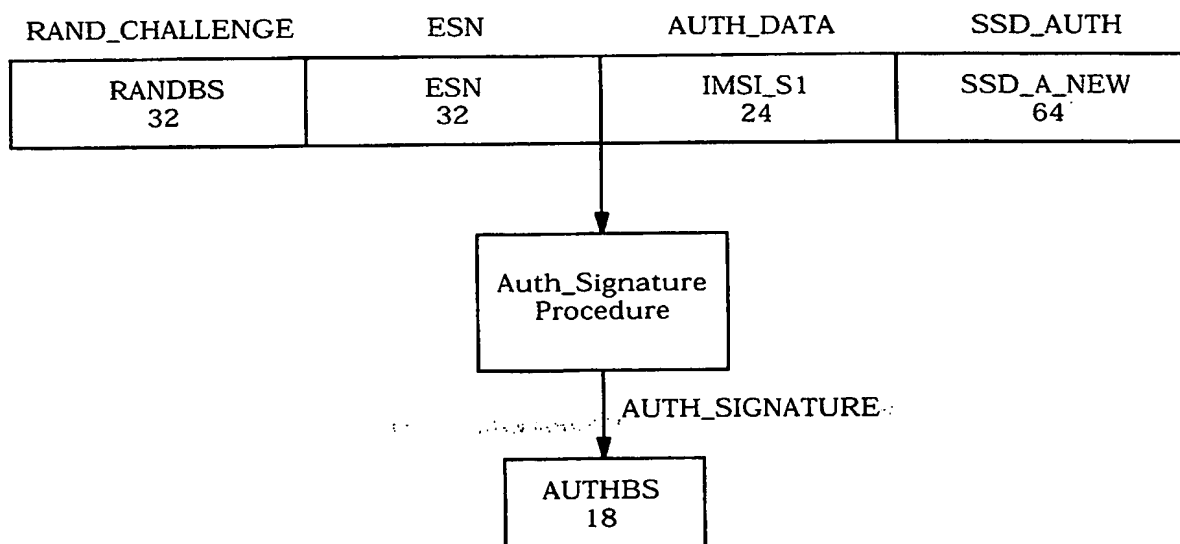 RAND_CHALLENGE ESN AUTH_DATA SSD_AUTH
RANDBS ESN IMSI_S1 SSD_A_NEW
32 32 24 64
Auth_Signature
Procedure
AUTH_SIGNATURE
AUTHBS
18